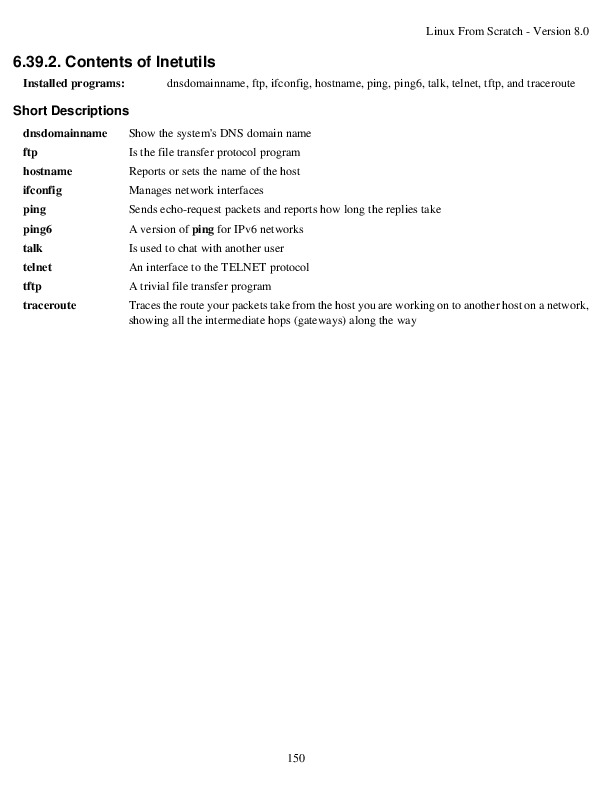 Linux From Scratch - Version 8.0
6.39.2. Contents of Inetutils
Installed programs: dnsdomainname, ftp, ifconfig, hostname, ping, ping6, talk, telnet, tftp, and traceroute
Short Descriptions
dnsdomainname Show the system's DNS domain name
ftp Is the file transfer protocol program
hostname Reports or sets the name of the host
ifconfig Manages network interfaces
ping Sends echo-request packets and reports how long the replies take
ping6 A version of ping for IPv6 networks
talk Is used to chat with another user
telnet An interface to the TELNET protocol
tftp A trivial file transfer program
traceroute Traces the route your packets take from the host you are working on to another host on a network,
showing all the intermediate hops (gateways) along the way
150